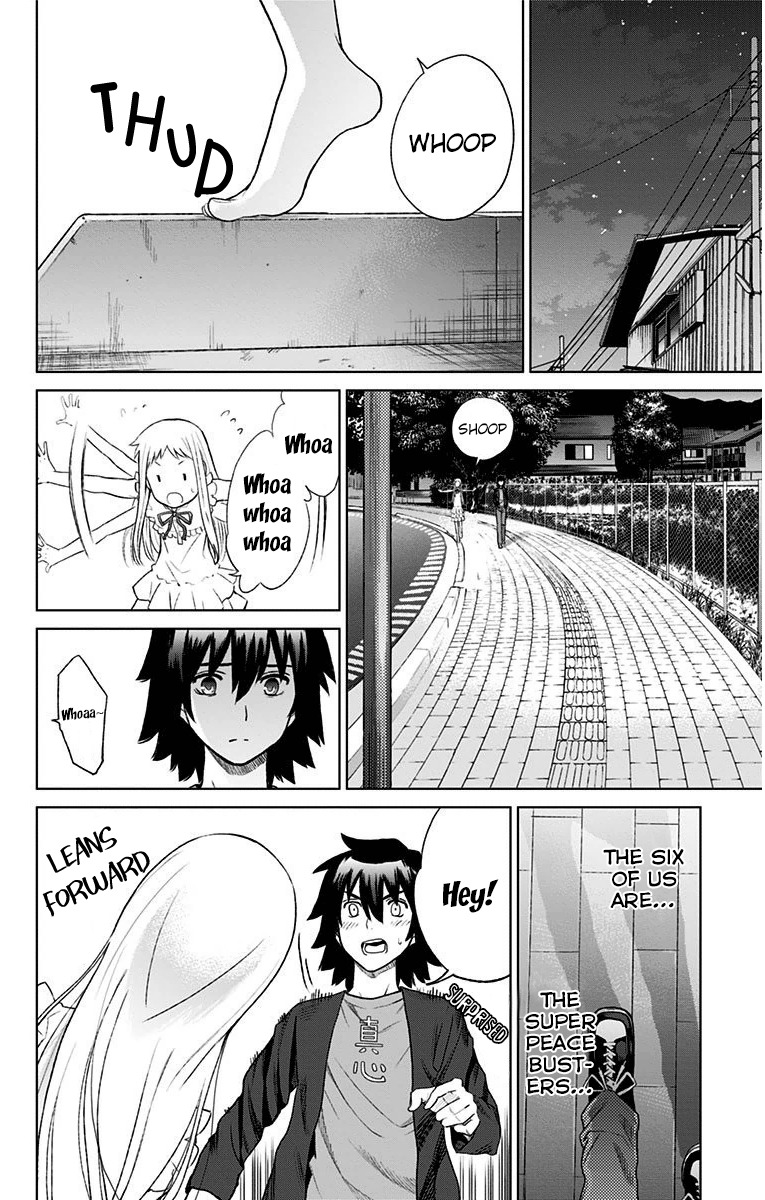 WHOOP
THUD
SHOOP
Whoa
Whoa
whoa
whoa
Whoaa~
THE SIX
OF US
ARE...
THE
SUPER
PEACE
BUST-
ERS...
Hey!
SURPRISED
真心
LEANS
FORWARD